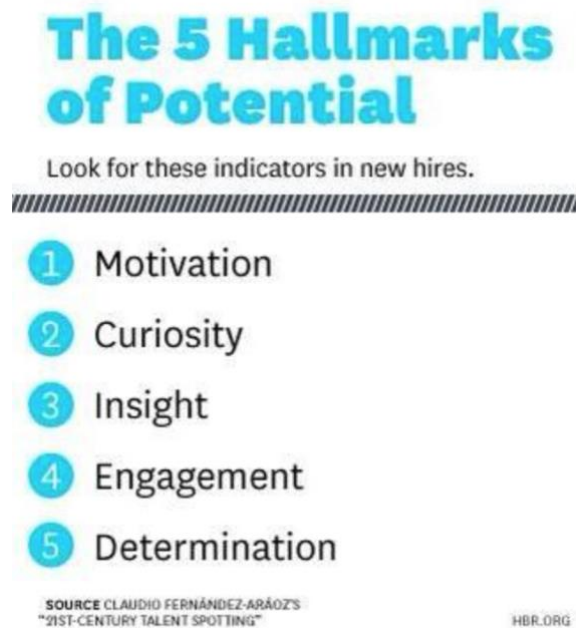 The 5 Hallmarks
of Potential
Look for these indicators in new hires.
1 Motivation
2 Curiosity
3 Insight
4 Engagement
5 Determination
SOURCE CLAUDIO FERNÁNDEZ-ARÁOZ'S
"21ST-CENTURY TALENT SPOTTING"
HBR.ORG